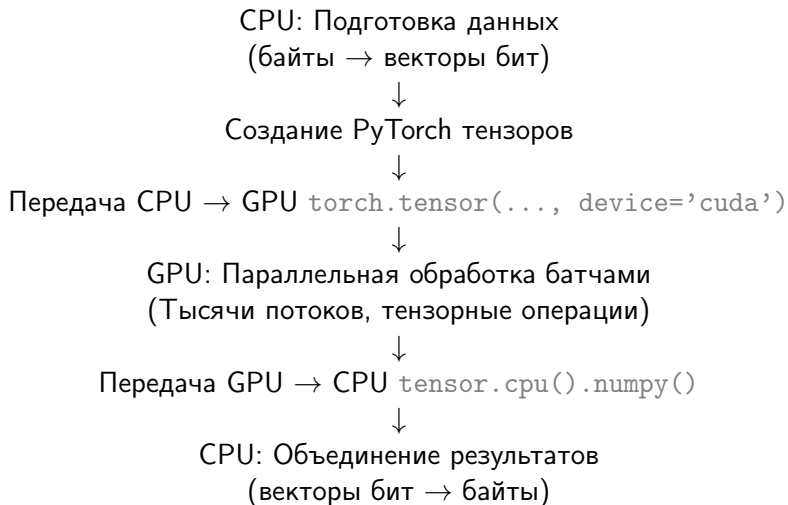 CPU: Подготовка данных
(байты → векторы бит)
↓
Создание PyTorch тензоров
↓
Передача CPU → GPU torch.tensor(..., device='cuda')
↓
GPU: Параллельная обработка батчами
(Тысячи потоков, тензорные операции)
↓
Передача GPU → CPU tensor.cpu().numpy()
↓
CPU: Объединение результатов
(векторы бит → байты)